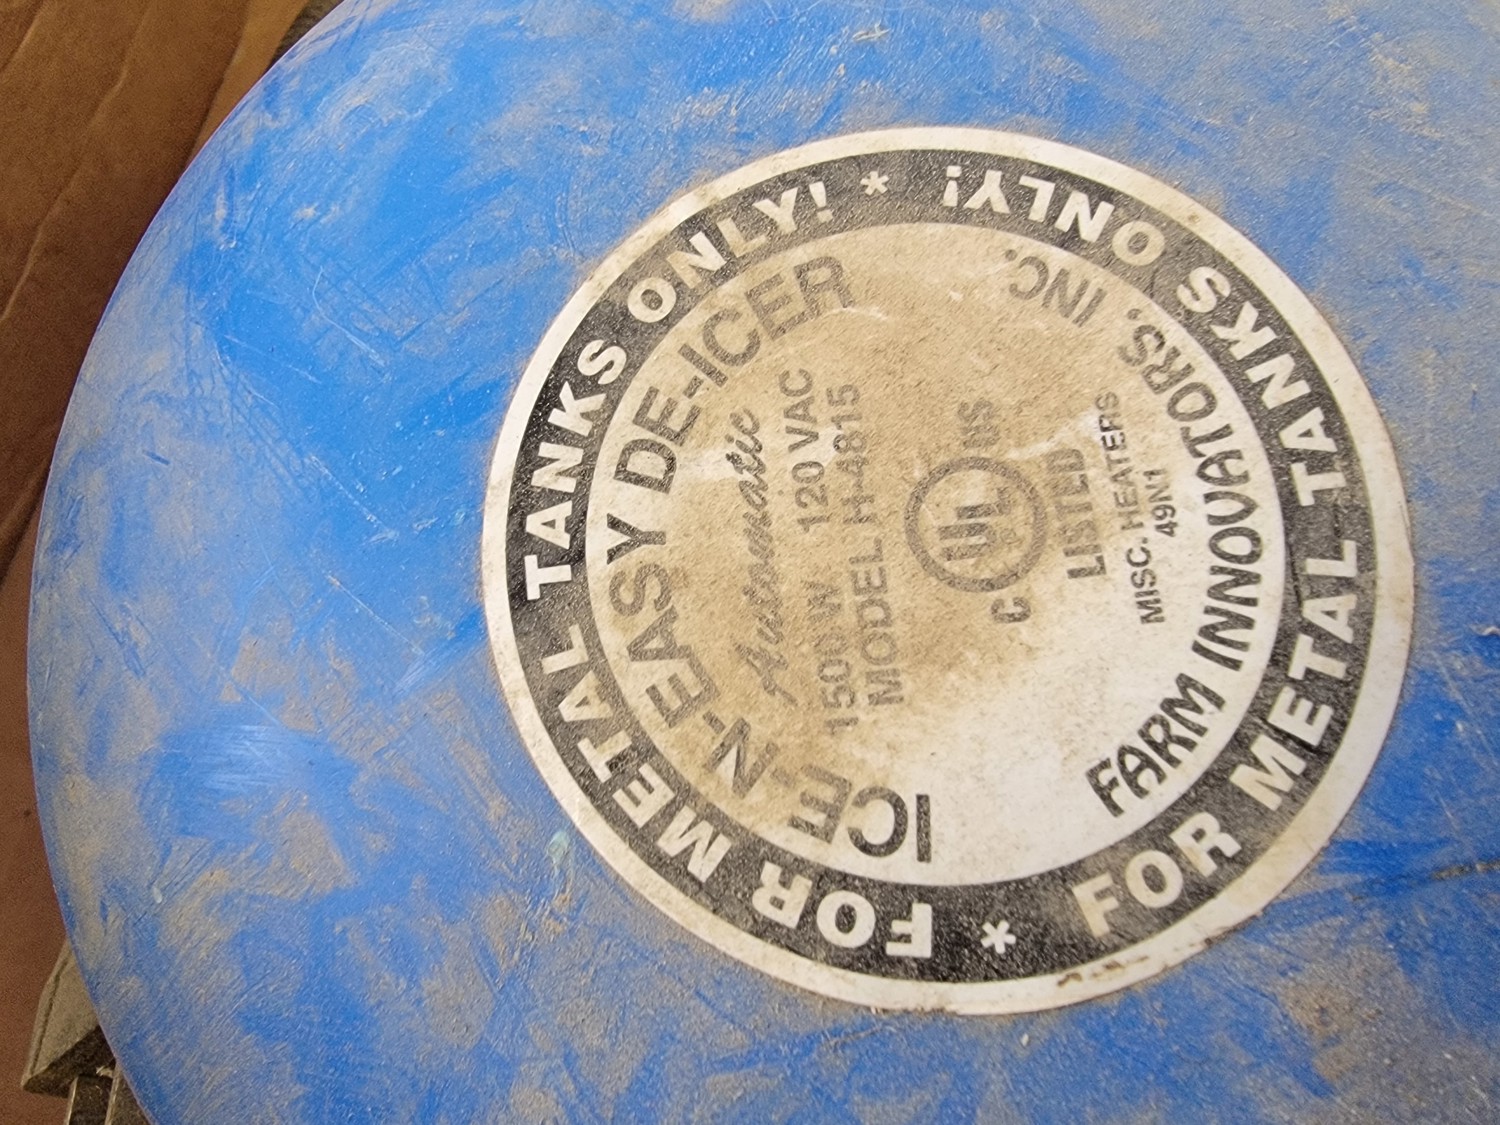 FOR METAL TANKS ONLY! *
FOR METAL TANKS ONLY! *
ICE N-EASY DE-ICER
Automatic
1500 W 120 VAC
MODEL H-4815
C UL US
LISTED
MISC. HEATERS
49N1
FARM INNOVATORS, INC.